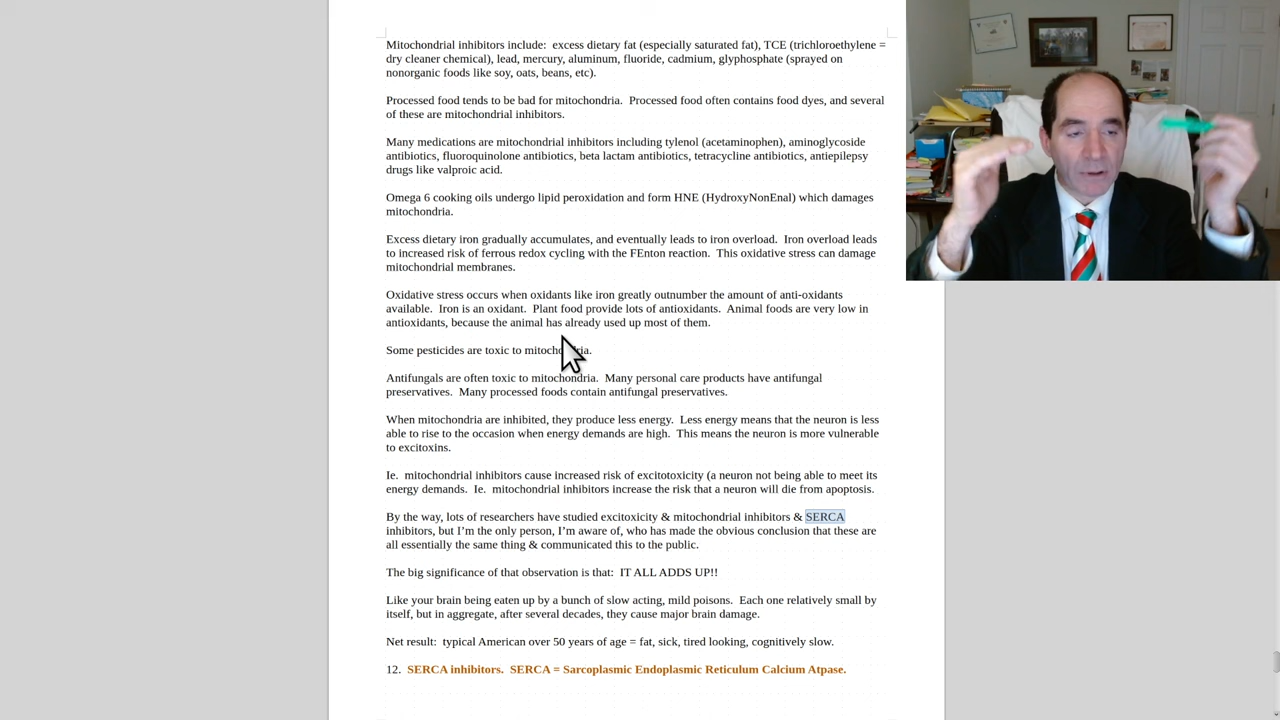 Mitochondrial inhibitors include:  excess dietary fat (especially saturated fat), TCE (trichloroethylene =
dry cleaner chemical), lead, mercury, aluminum, fluoride, cadmium, glyphosphate (sprayed on
nonorganic foods like soy, oats, beans, etc).
Processed food tends to be bad for mitochondria.  Processed food often contains food dyes, and several
of these are mitochondrial inhibitors.
Many medications are mitochondrial inhibitors including tylenol (acetaminophen), aminoglycoside
antibiotics, fluoroquinolone antibiotics, beta lactam antibiotics, tetracycline antibiotics, antiepilepsy
drugs like valproic acid.
Omega 6 cooking oils undergo lipid peroxidation and form HNE (HydroxyNonEnal) which damages
mitochondria.
Excess dietary iron gradually accumulates, and eventually leads to iron overload.  Iron overload leads
to increased risk of ferrous redox cycling with the FEnton reaction.  This oxidative stress can damage
mitochondrial membranes.
Oxidative stress occurs when oxidants like iron greatly outnumber the amount of anti-oxidants
available.  Iron is an oxidant.  Plant food provide lots of antioxidants.  Animal foods are very low in
antioxidants, because the animal has already used up most of them.
Some pesticides are toxic to mitochondria.
Antifungals are often toxic to mitochondria.  Many personal care products have antifungal
preservatives.  Many processed foods contain antifungal preservatives.
When mitochondria are inhibited, they produce less energy.  Less energy means that the neuron is less
able to rise to the occasion when energy demands are high.  This means the neuron is more vulnerable
to excitoxins.
Ie.  mitochondrial inhibitors cause increased risk of excitotoxicity (a neuron not being able to meet its
energy demands.  Ie.  mitochondrial inhibitors increase the risk that a neuron will die from apoptosis.
By the way, lots of researchers have studied excitoxicity & mitochondrial inhibitors & SERCA
inhibitors, but I'm the only person, I'm aware of, who has made the obvious conclusion that these are
all essentially the same thing & communicated this to the public.
The big significance of that observation is that:  IT ALL ADDS UP!!
Like your brain being eaten up by a bunch of slow acting, mild poisons.  Each one relatively small by
itself, but in aggregate, after several decades, they cause major brain damage.
Net result:  typical American over 50 years of age = fat, sick, tired looking, cognitively slow.
12.  SERCA inhibitors.  SERCA = Sarcoplasmic Endoplasmic Reticulum Calcium Atpase.